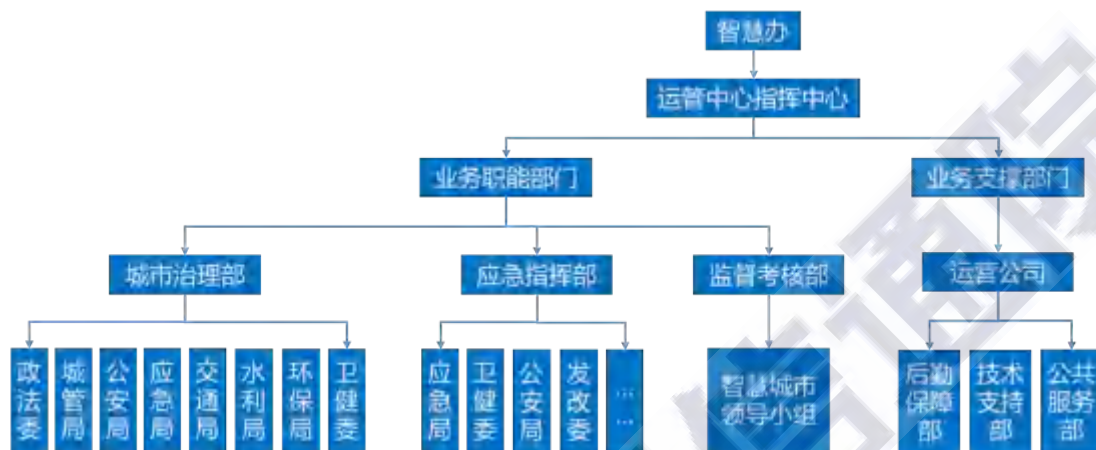 智慧办
运管中心指挥中心
业务职能部门
业务支撑部门
城市治理部
应急指挥部
监督考核部
运营公司
政法委
城管局
公安局
应急局
交通局
水利局
环保局
卫健委
应急局
卫健委
公安局
发改委
……
智慧城市
领导小组
后勤
保障
部
技术
支持
部
公共
服务
部
信通院